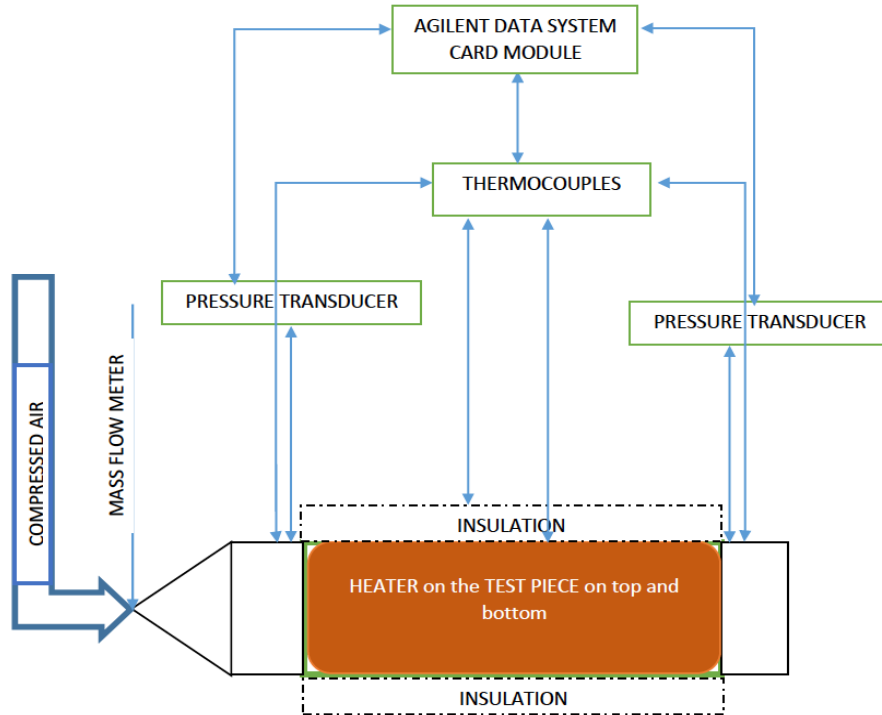 AGILENT DATA SYSTEM
CARD MODULE
THERMOCOUPLES
PRESSURE TRANSDUCER
PRESSURE TRANSDUCER
COMPRESSED AIR
MASS FLOW METER
INSULATION
HEATER on the TEST PIECE on top and
bottom
INSULATION